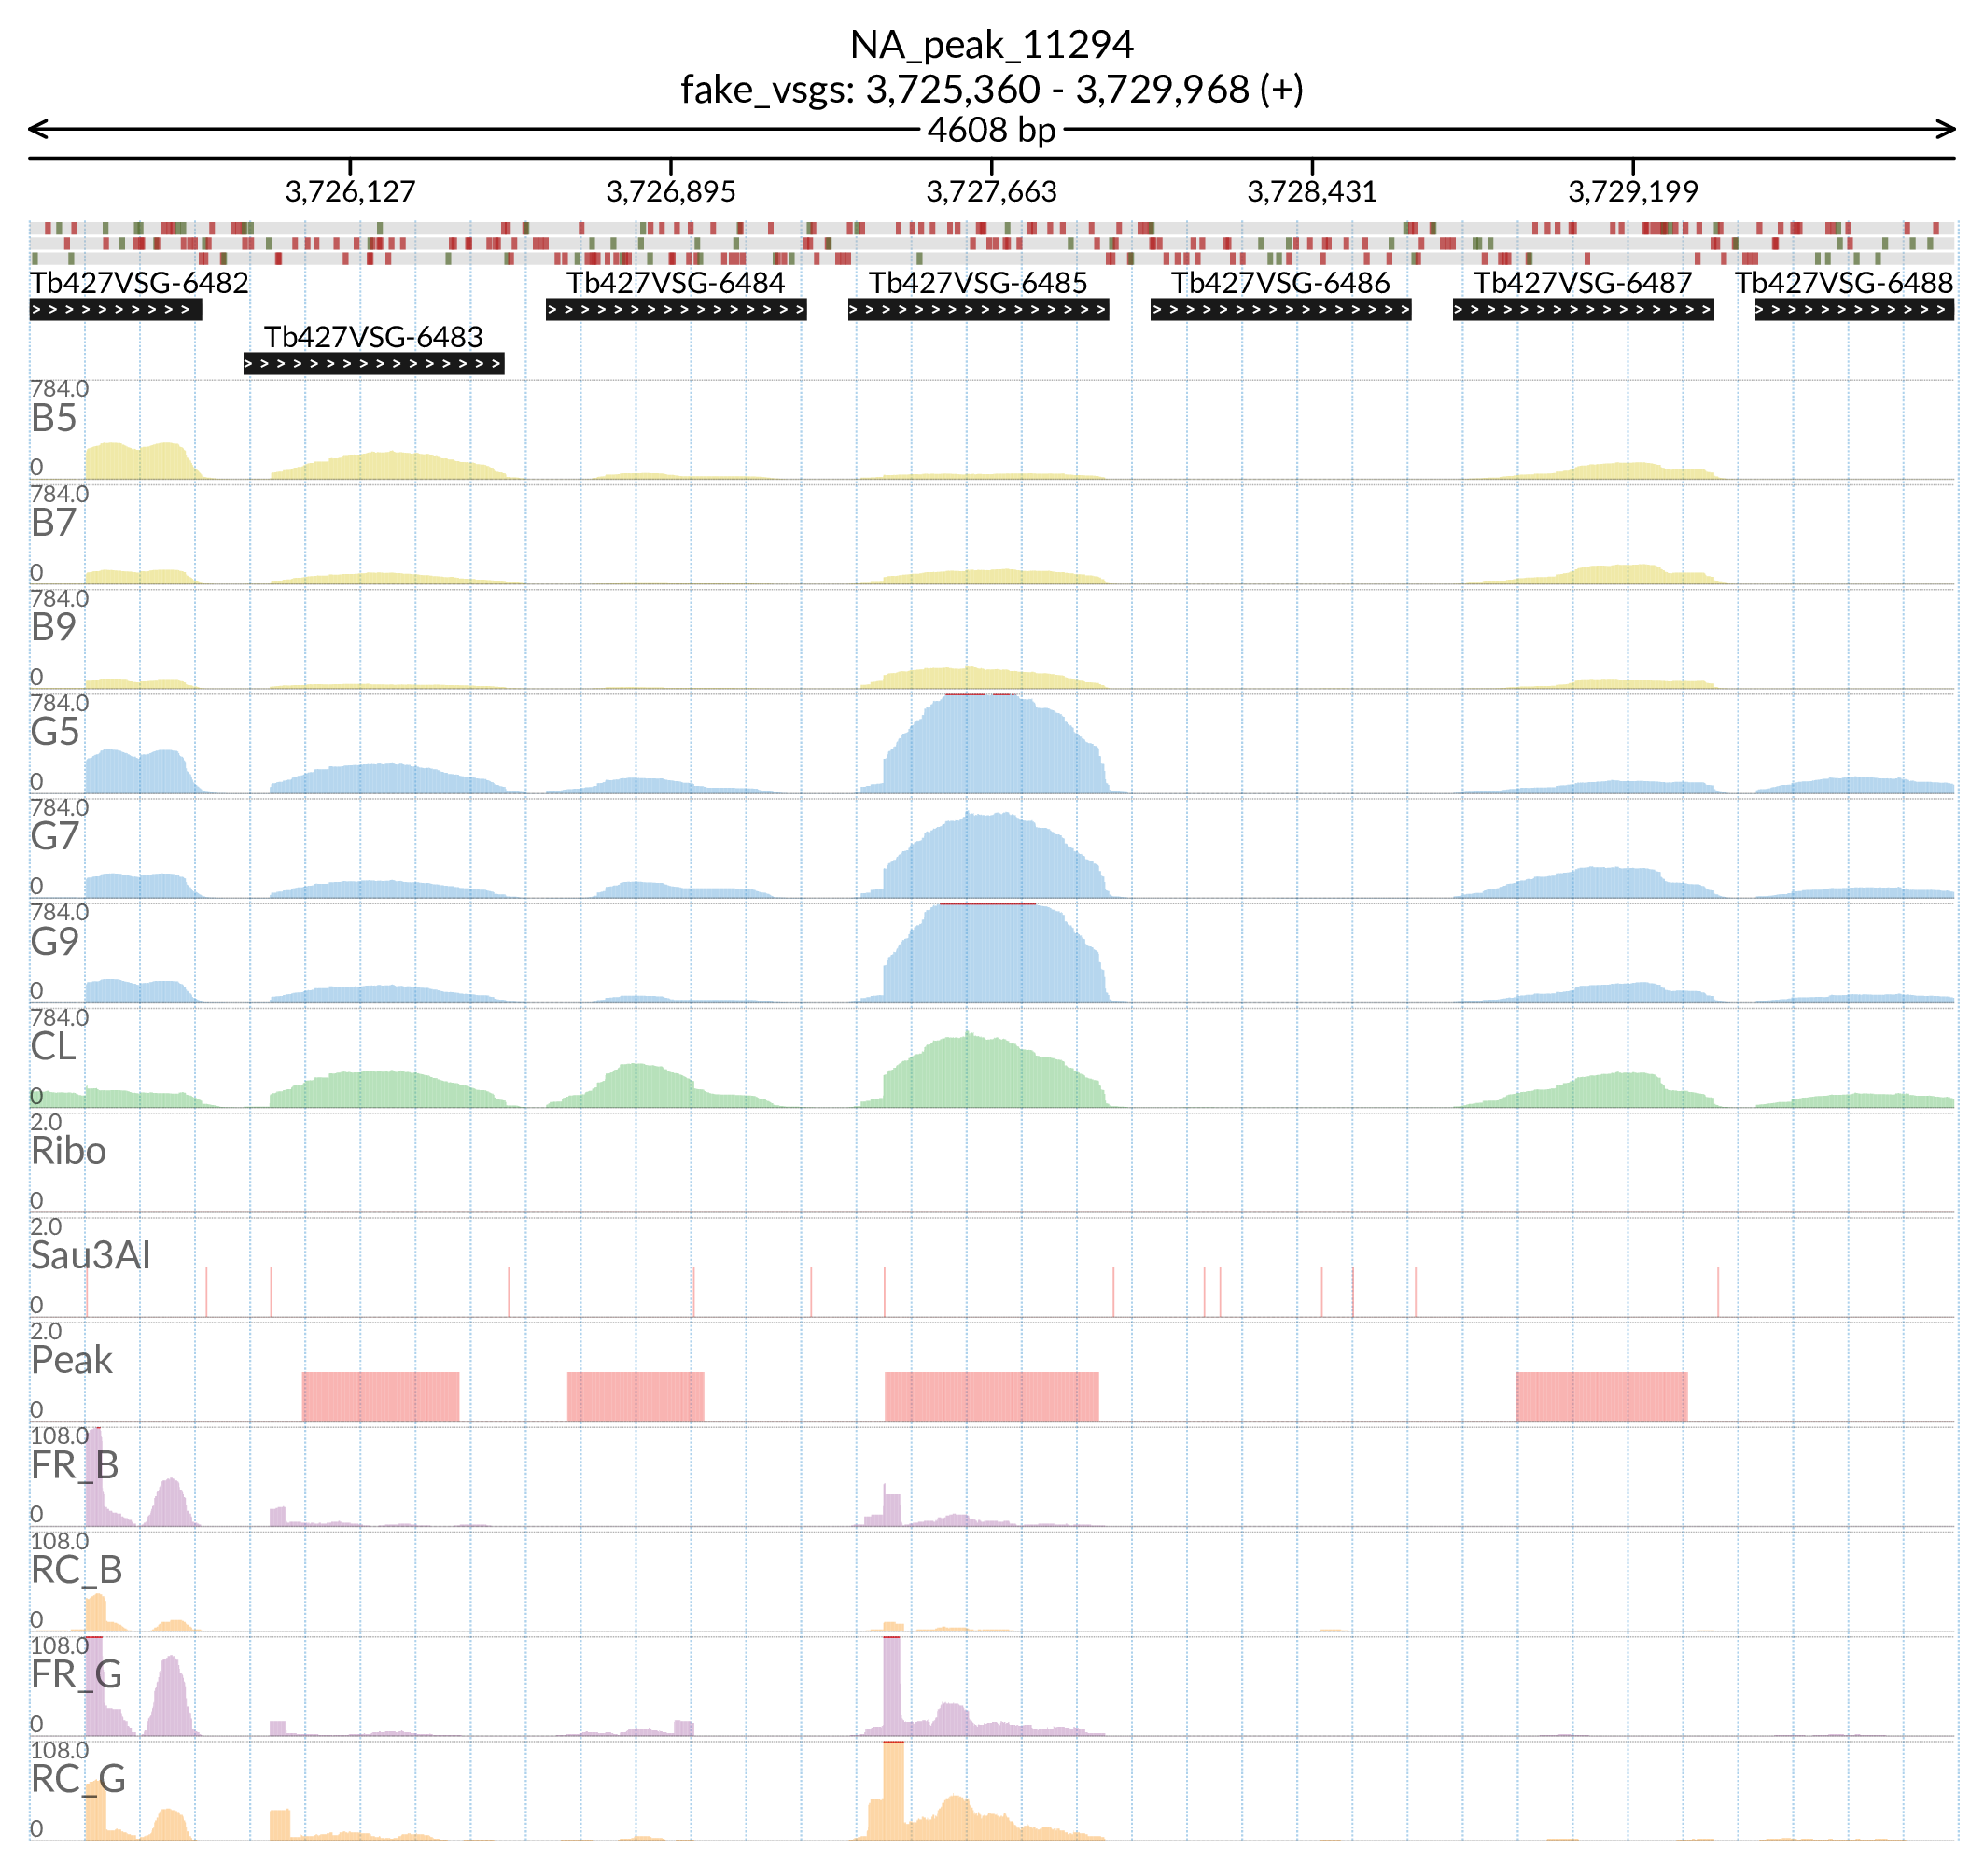 NA_peak_11294
fake_vsgs: 3,725,360 - 3,729,968 (+)
4608 bp
3,726,127 3,726,895 3,727,663 3,728,431 3,729,199
Tb427VSG-6482 Tb427VSG-6484 Tb427VSG-6485 Tb427VSG-6486 Tb427VSG-6487 Tb427VSG-6488
Tb427VSG-6483
784.0
B5
0
784.0
B7
0
784.0
B9
0
784.0
G5
0
784.0
G7
0
784.0
G9
0
784.0
CL
0
2.0
Ribo
0
2.0
Sau3AI
0
2.0
Peak
0
108.0
FR_B
0
108.0
RC_B
0
108.0
FR_G
0
108.0
RC_G
0